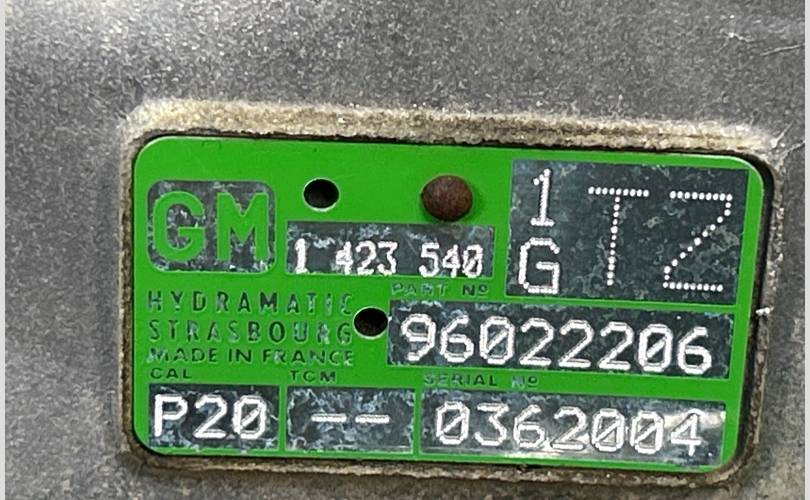 GM
1 423 540
1 TZ
G
PART Nº
HYDRAMATIC
STRASBOURG
MADE IN FRANCE
96022206
CAL TCM SERIAL Nº
P20 -- 0362004